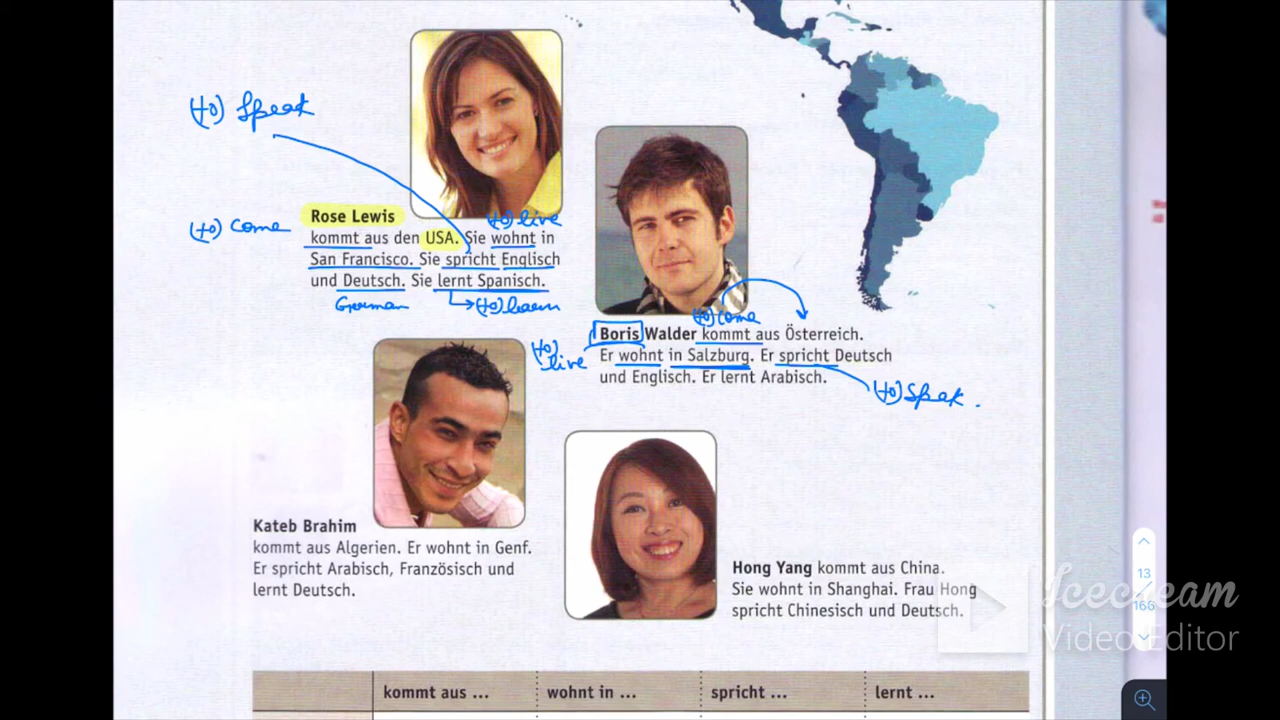 (to) Speak
Rose Lewis
(to) live
(to) come
kommt aus den USA. Sie wohnt in
San Francisco. Sie spricht Englisch
und Deutsch. Sie lernt Spanisch.
German
(to) learn
(to) come
Boris Walder kommt aus Österreich.
(to) live
Er wohnt in Salzburg. Er spricht Deutsch
und Englisch. Er lernt Arabisch.
(to) Speak.
Kateb Brahim
kommt aus Algerien. Er wohnt in Genf.
Er spricht Arabisch, Französisch und
lernt Deutsch.
Hong Yang kommt aus China.
Sie wohnt in Shanghai. Frau Hong
spricht Chinesisch und Deutsch.
13
166
Icecream
Video Editor
kommt aus ... wohnt in ... spricht ... lernt ...